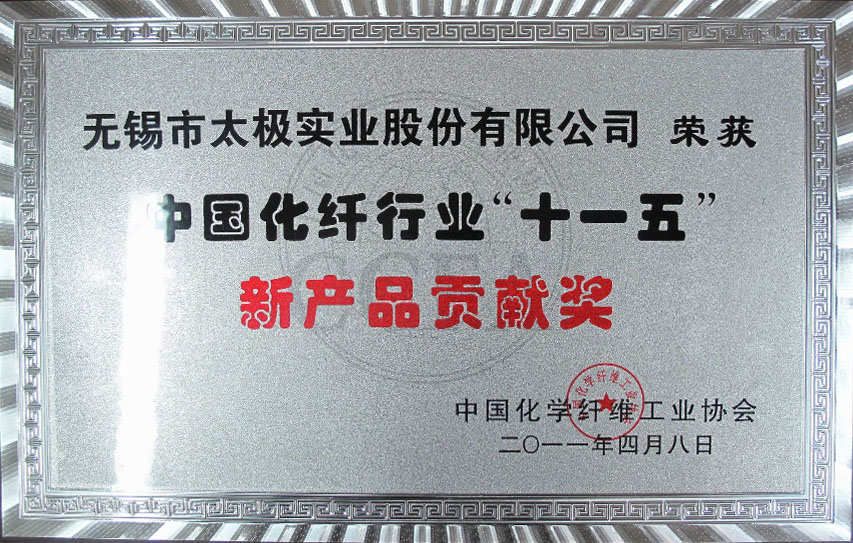 无锡市太极实业股份有限公司 荣获
中国化纤行业“十一五”
新产品贡献奖
中国化学纤维工业协会
二〇一一年四月八日